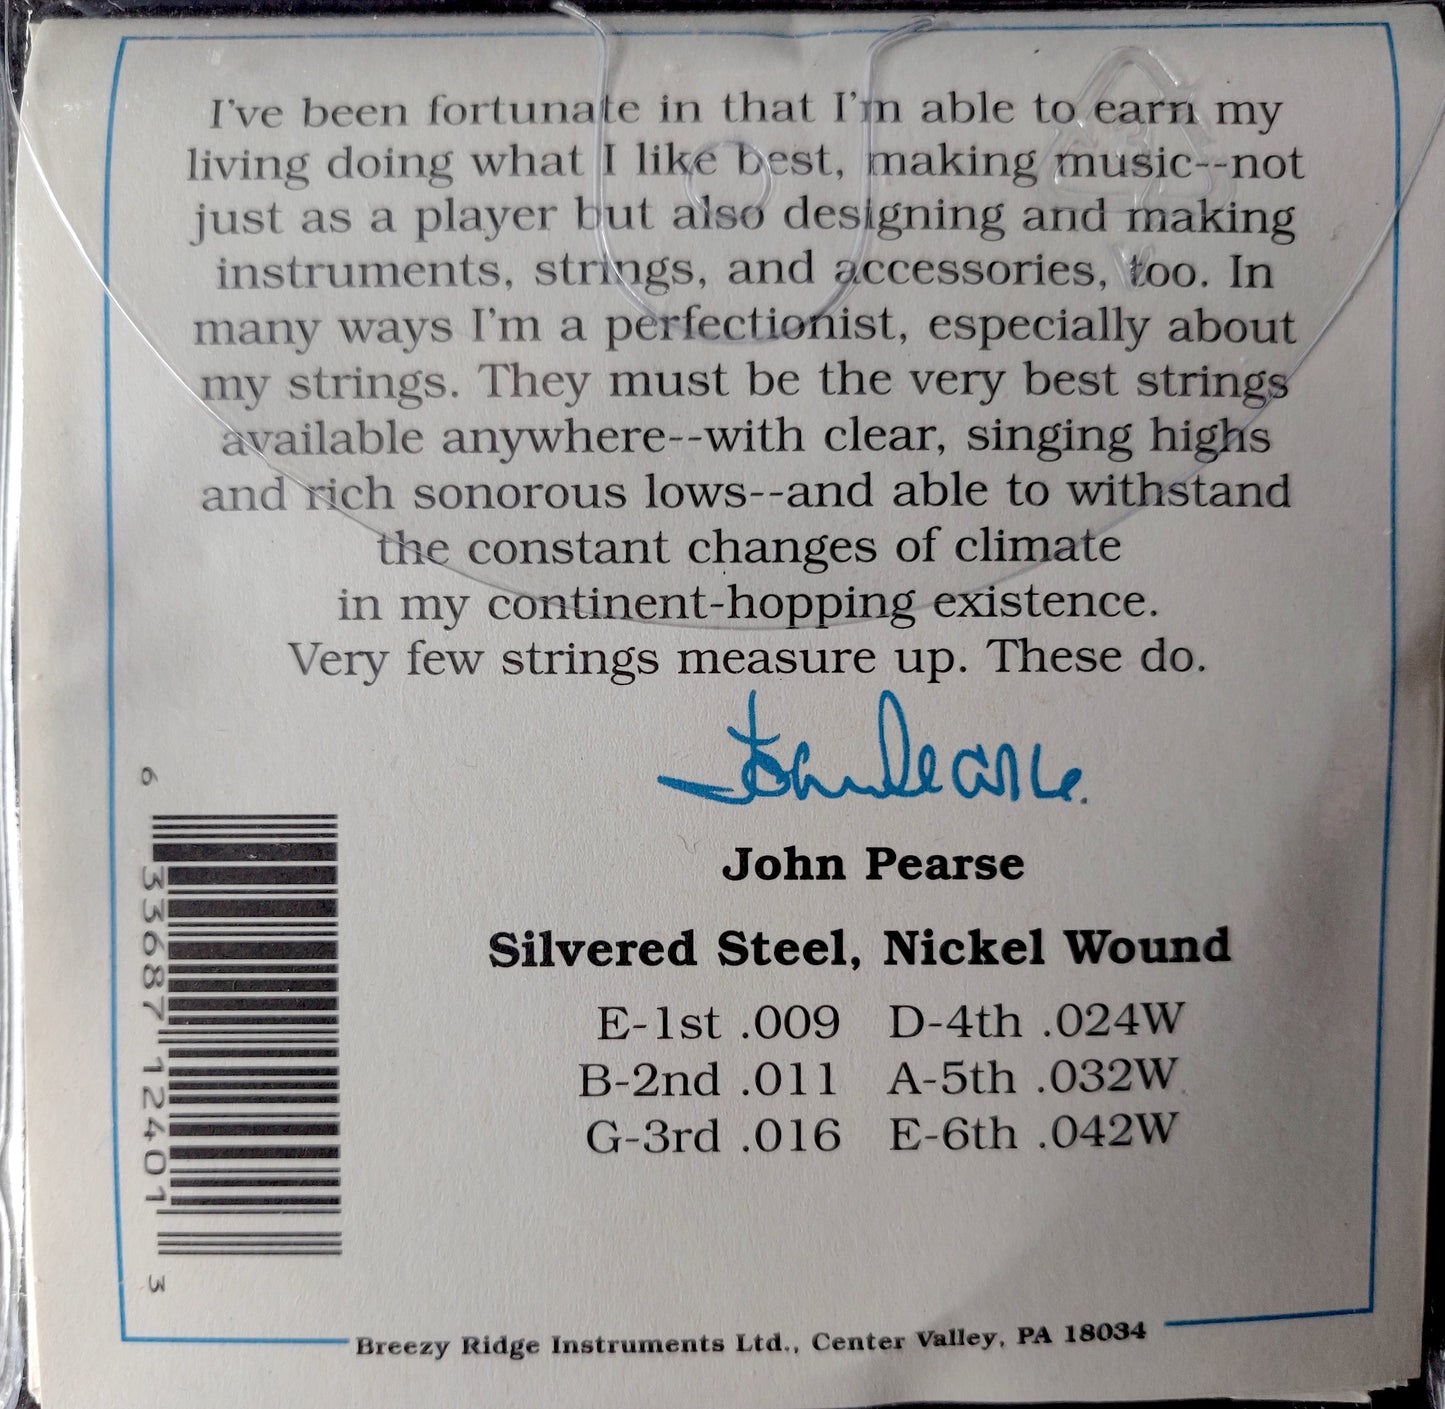 I've been fortunate in that I'm able to earn my
living doing what I like best, making music--not
just as a player but also designing and making
instruments, strings, and accessories, too. In
many ways I'm a perfectionist, especially about
my strings. They must be the very best strings
available anywhere--with clear, singing highs
and rich sonorous lows--and able to withstand
the constant changes of climate
in my continent-hopping existence.
Very few strings measure up. These do.
John Pearse.
John Pearse
Silvered Steel, Nickel Wound
E-1st .009 D-4th .024W
B-2nd .011 A-5th .032W
G-3rd .016 E-6th .042W
6 33687 12401 3
Breezy Ridge Instruments Ltd., Center Valley, PA 18034